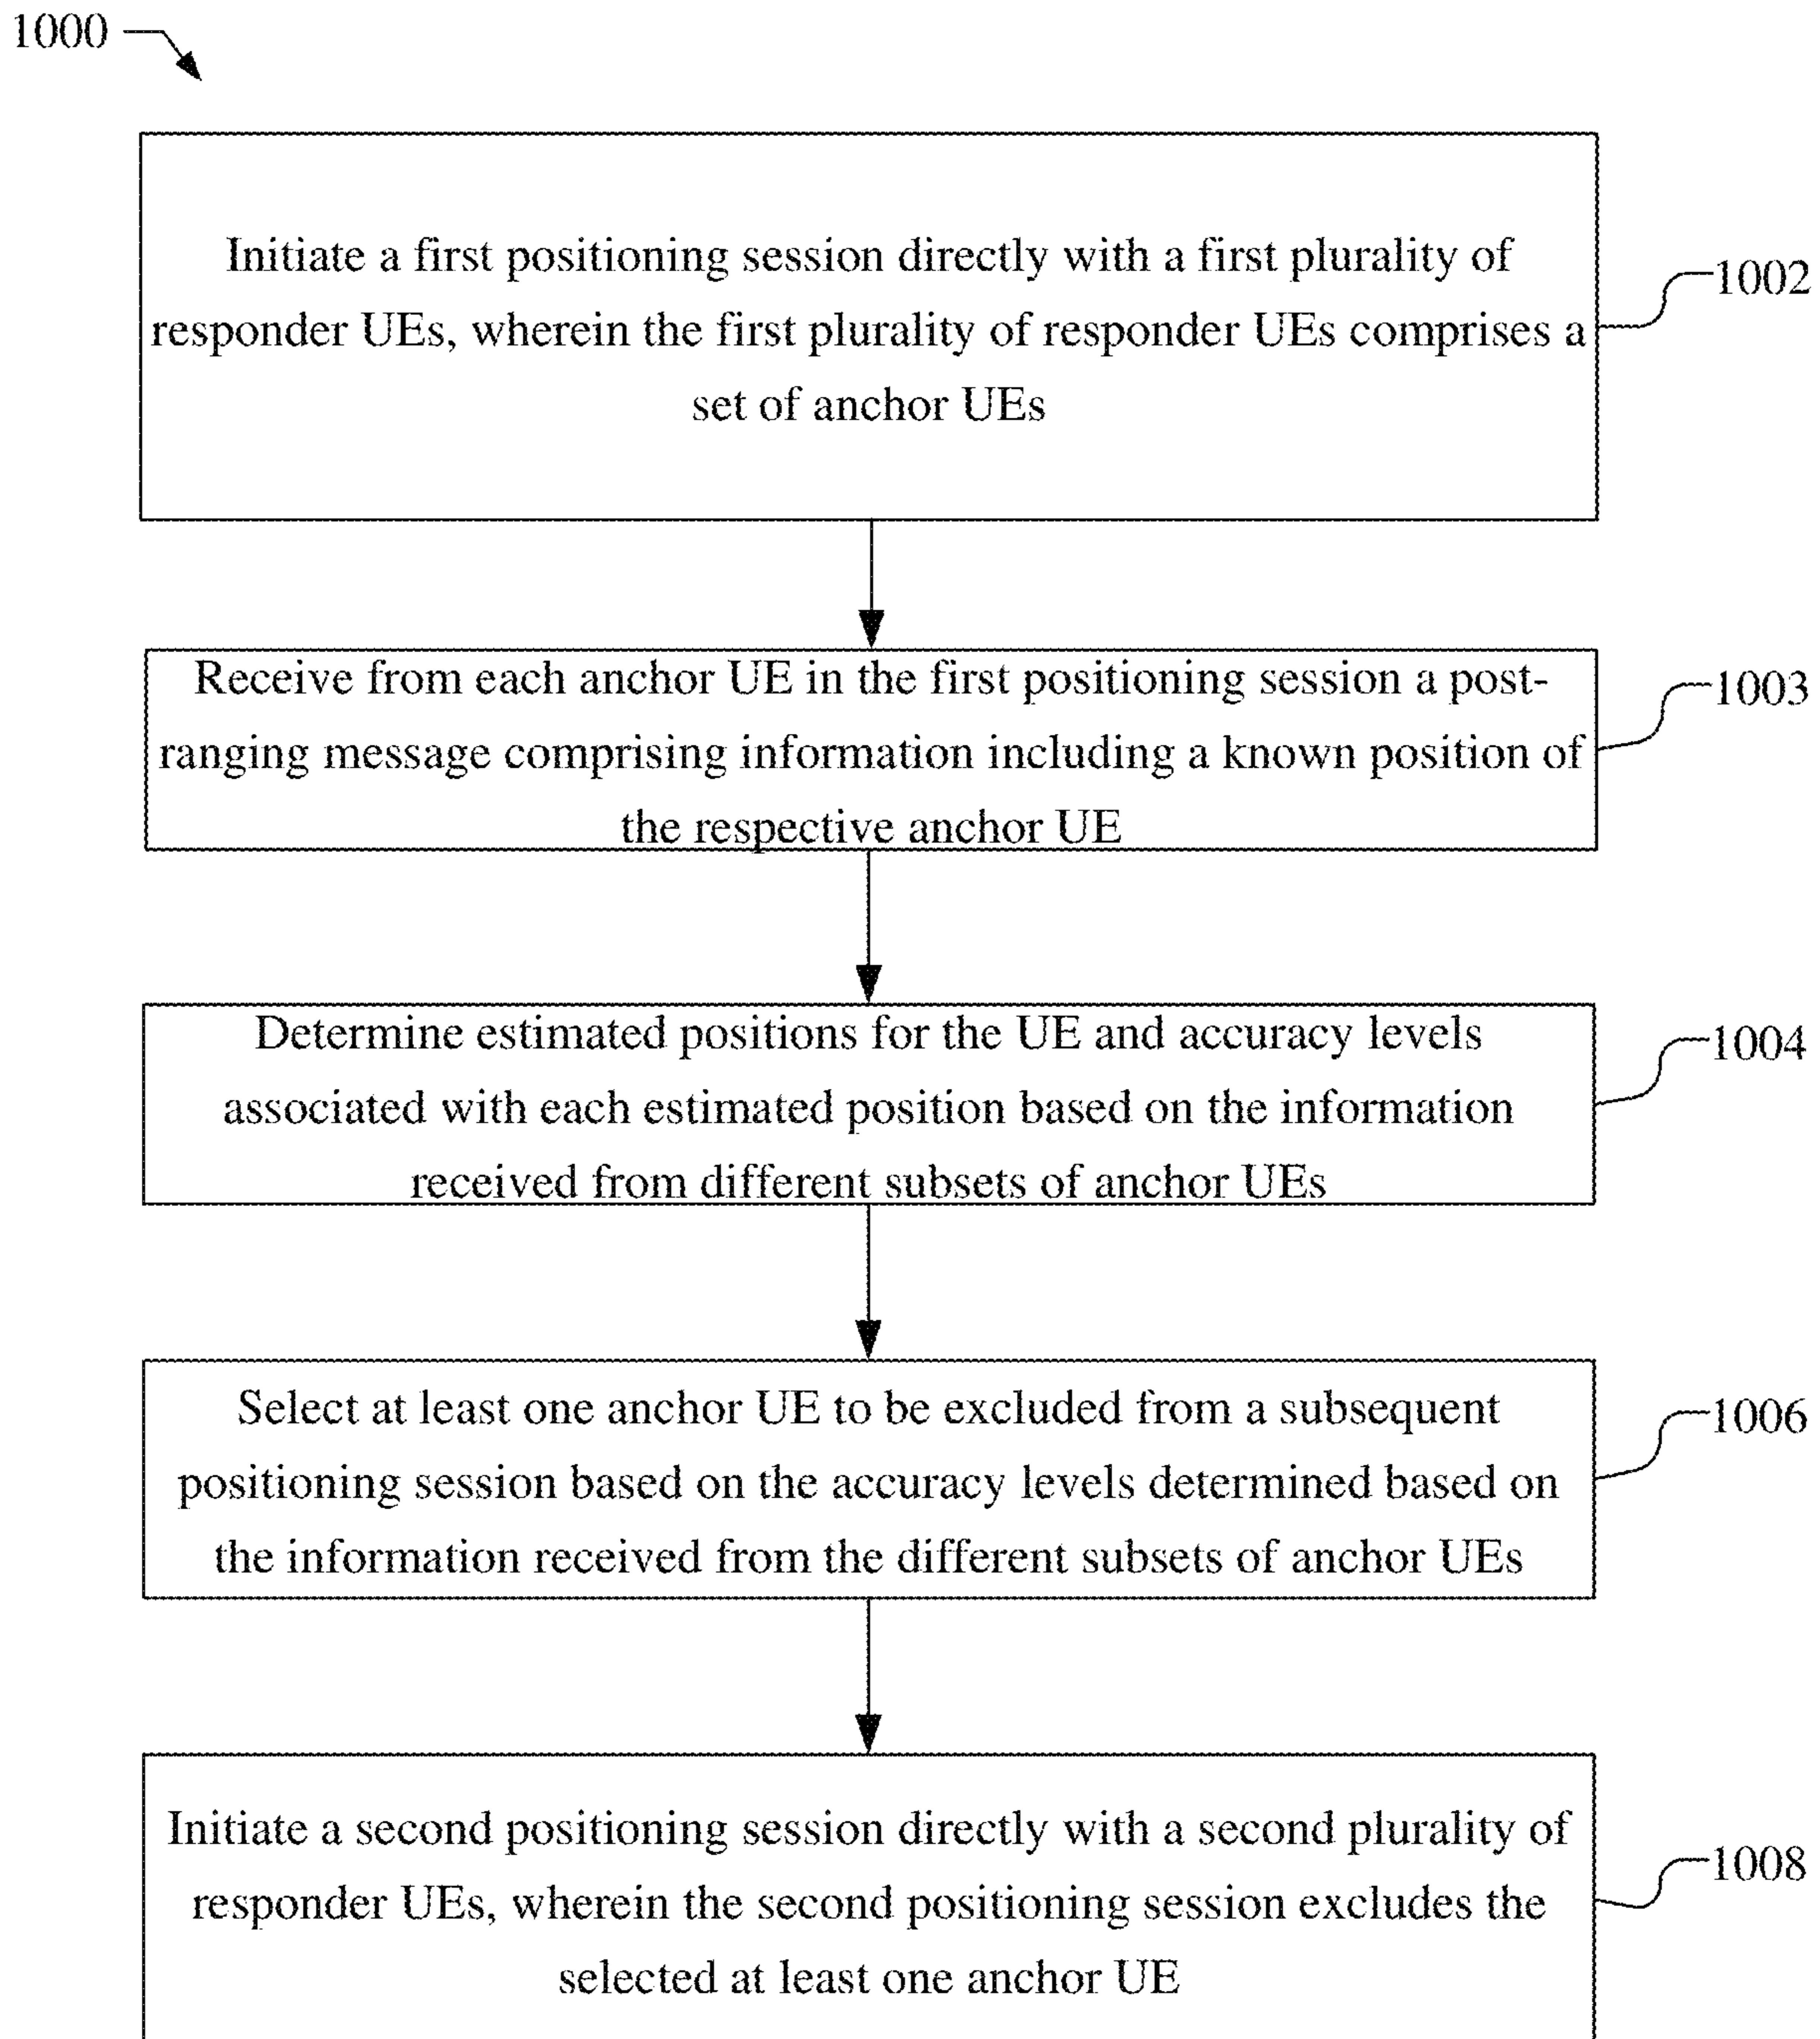 1000
Initiate a first positioning session directly with a first plurality of
responder UEs, wherein the first plurality of responder UEs comprises a
set of anchor UEs
1002
Receive from each anchor UE in the first positioning session a post-
ranging message comprising information including a known position of
the respective anchor UE
1003
Determine estimated positions for the UE and accuracy levels
associated with each estimated position based on the information
received from different subsets of anchor UEs
1004
Select at least one anchor UE to be excluded from a subsequent
positioning session based on the accuracy levels determined based on
the information received from the different subsets of anchor UEs
1006
Initiate a second positioning session directly with a second plurality of
responder UEs, wherein the second positioning session excludes the
selected at least one anchor UE
1008